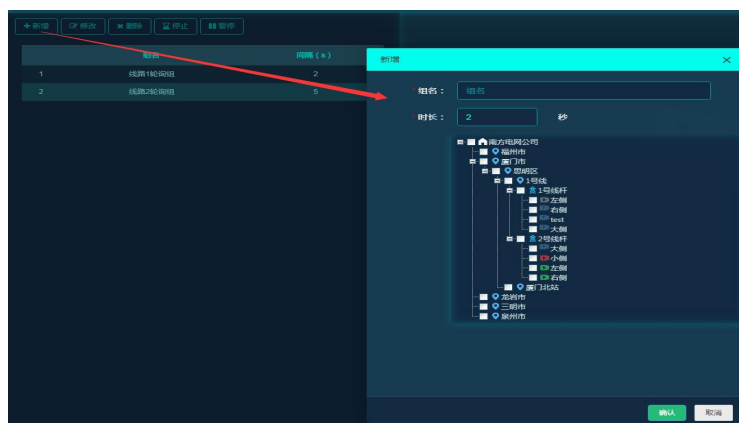 新增 修改 删除 停止 暂停
组名 间隔(s)
1 线路1轮询组 2
2 线路2轮询组 5
新增
组名： 组名
时长： 2 秒
南方电网公司
福州市
厦门市
思明区
1号线
1号线杆
左侧
右侧
test
大侧
2号线杆
大侧
小侧
左侧
右侧
厦门北站
龙岩市
三明市
泉州市
确认 取消